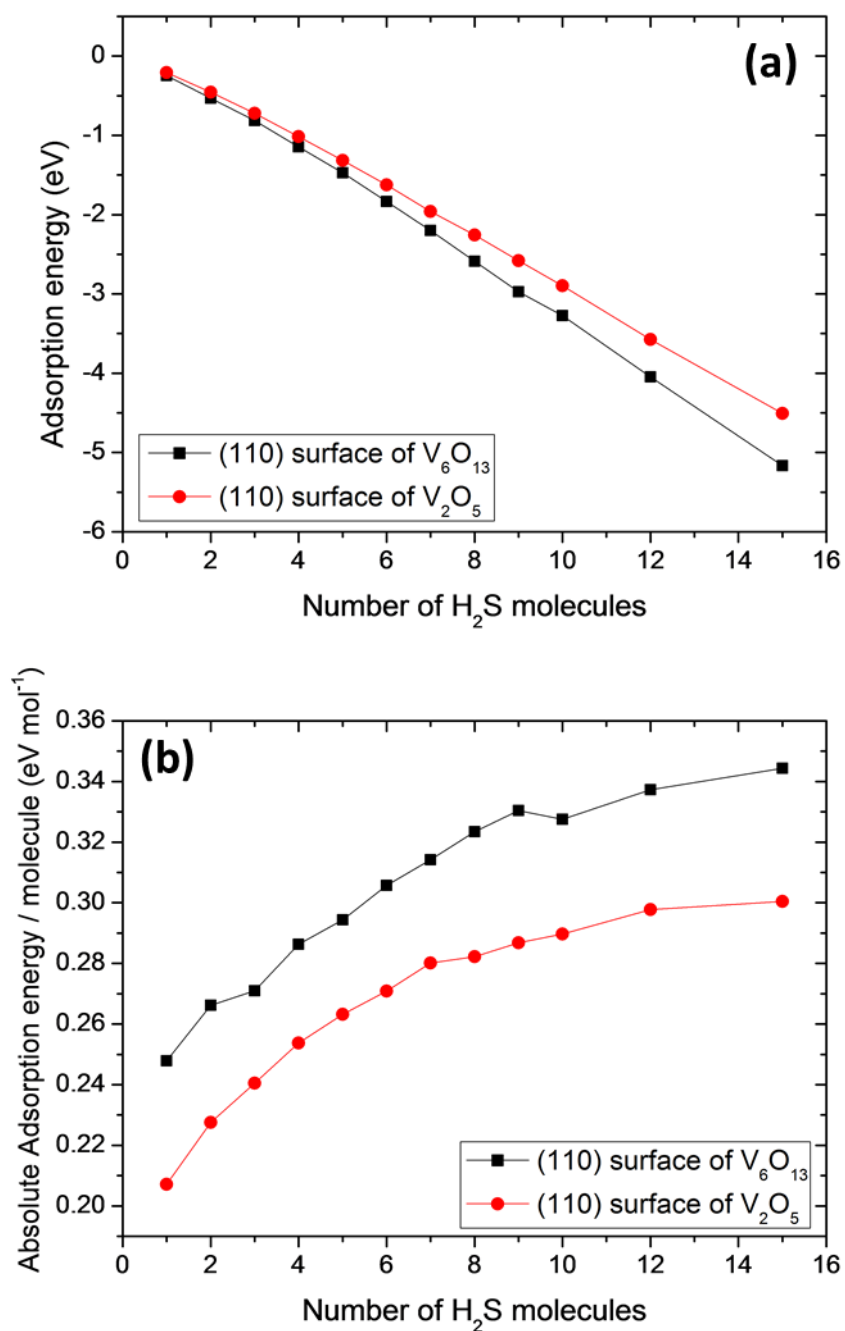 (a)
Adsorption energy (eV)
0
-1
-2
-3
-4
-5
-6
(110) surface of V₆O₁₃
(110) surface of V₂O₅
0 2 4 6 8 10 12 14 16
Number of H₂S molecules
(b)
Absolute Adsorption energy / molecule (eV mol⁻¹)
0.36
0.34
0.32
0.30
0.28
0.26
0.24
0.22
0.20
(110) surface of V₆O₁₃
(110) surface of V₂O₅
0 2 4 6 8 10 12 14 16
Number of H₂S molecules